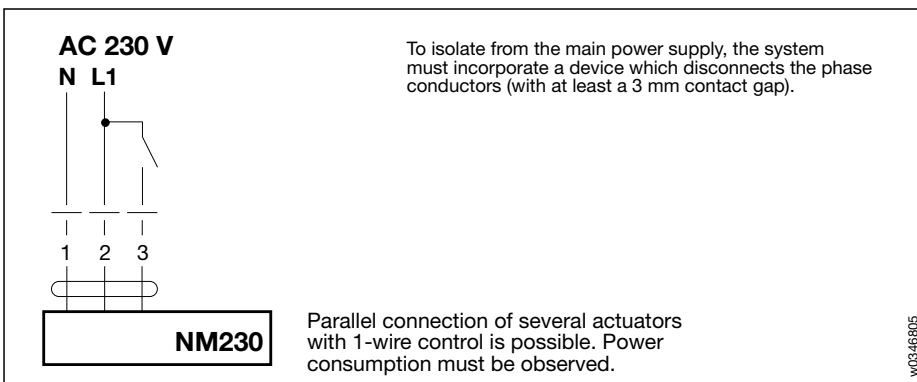 AC 230 V
N L1
To isolate from the main power supply, the system
must incorporate a device which disconnects the phase
conductors (with at least a 3 mm contact gap).
1 2 3
NM230
Parallel connection of several actuators
with 1-wire control is possible. Power
consumption must be observed.
w0346805